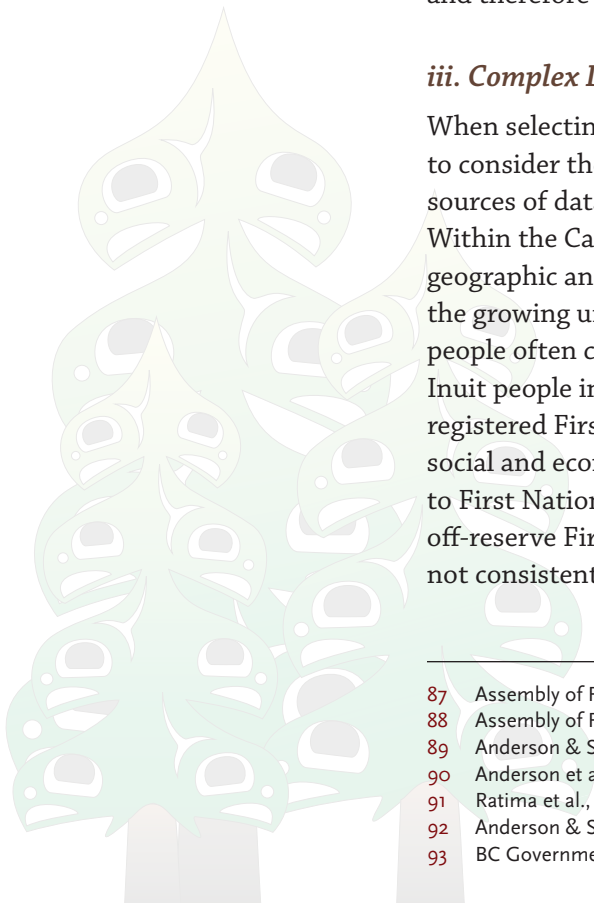 and therefore
iii. Complex
When selectin
to consider th
sources of dat
Within the Ca
geographic an
the growing u
people often c
Inuit people in
registered Firs
social and econ
to First Nation
off-reserve Fir
not consistent
87 Assembly of F
88 Assembly of F
89 Anderson & S
90 Anderson et a
91 Ratima et al.,
92 Anderson & S
93 BC Governme